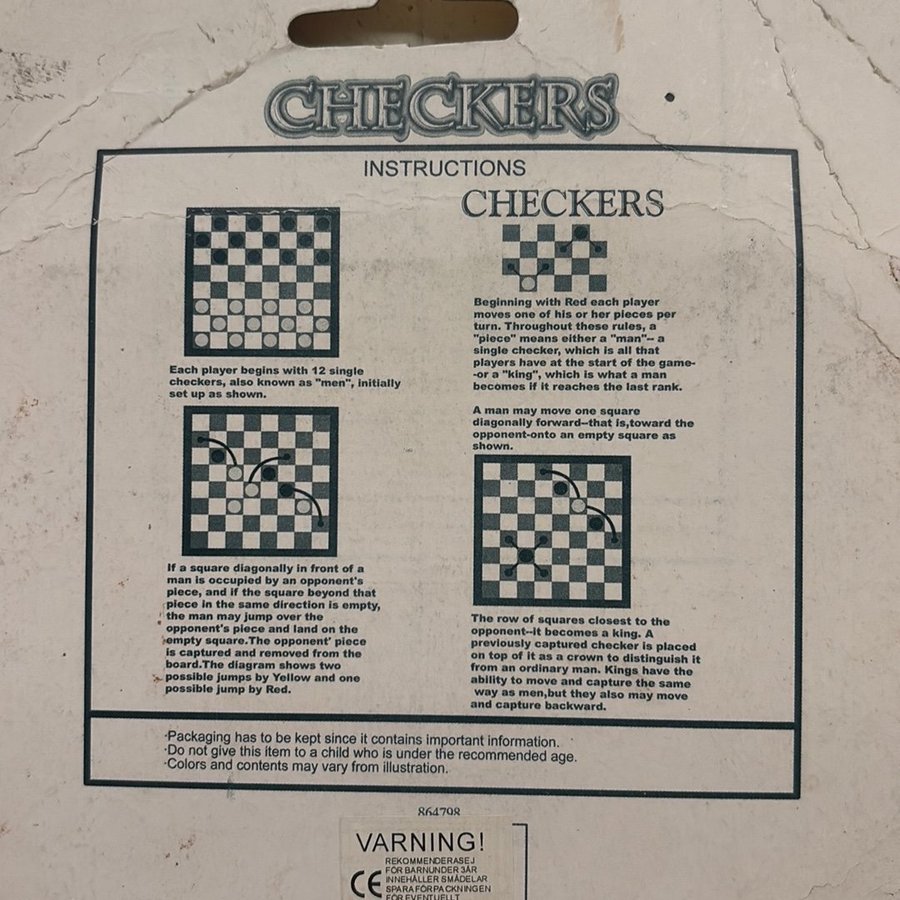 CHECKERS
INSTRUCTIONS
Each player begins with 12 single
checkers, also known as "men", initially
set up as shown.
If a square diagonally in front of a
man is occupied by an opponent's
piece, and if the square beyond that
piece in the same direction is empty,
the man may jump over the
opponent's piece and land on the
empty square.The opponent' piece
is captured and removed from the
board.The diagram shows two
possible jumps by Yellow and one
possible jump by Red.
CHECKERS
Beginning with Red each player
moves one of his or her pieces per
turn. Throughout these rules, a
"piece" means either a "man"-- a
single checker, which is all that
players have at the start of the game-
-or a "king", which is what a man
becomes if it reaches the last rank.
A man may move one square
diagonally forward--that is,toward the
opponent-onto an empty square as
shown.
The row of squares closest to the
opponent--it becomes a king. A
previously captured checker is placed
on top of it as a crown to distinguish it
from an ordinary man. Kings have the
ability to move and capture the same
way as men,but they also may move
and capture backward.
·Packaging has to be kept since it contains important information.
·Do not give this item to a child who is under the recommended age.
·Colors and contents may vary from illustration.
864798
VARNING!
CE
REKOMMENDERASEJ
FÖR BARNUNDER 3ÅR
INNEHÅLLER SMÅDELAR
SPARA FÖRPACKNINGEN
FÖR EVENTUELLT